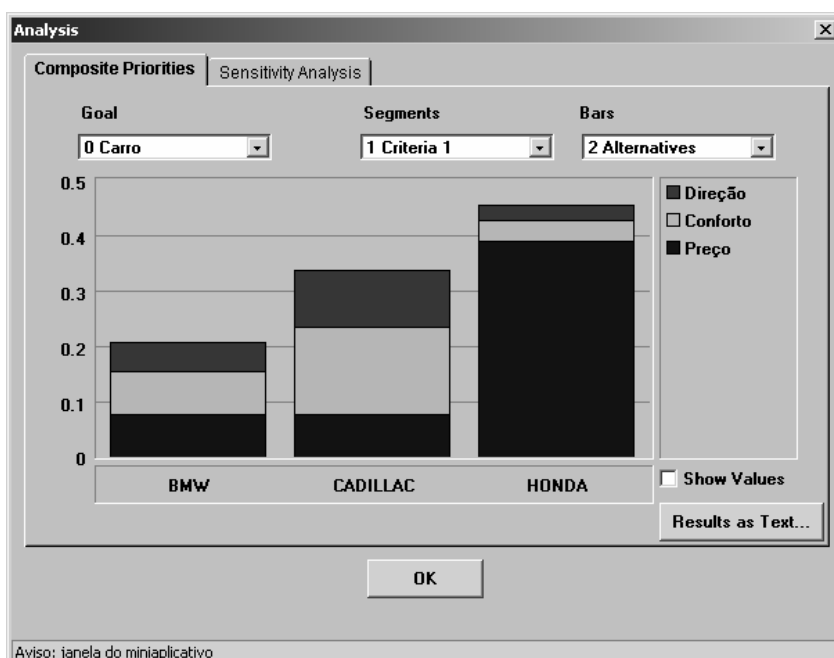 Analysis
Composite Priorities
Sensitivity Analysis
Goal
Segments
Bars
0 Carro
1 Criteria 1
2 Alternatives
0.5
0.4
0.3
0.2
0.1
0
Direção
Conforto
Preço
BMW
CADILLAC
HONDA
Show Values
Results as Text...
OK
Aviso: janela do miniaplicativo